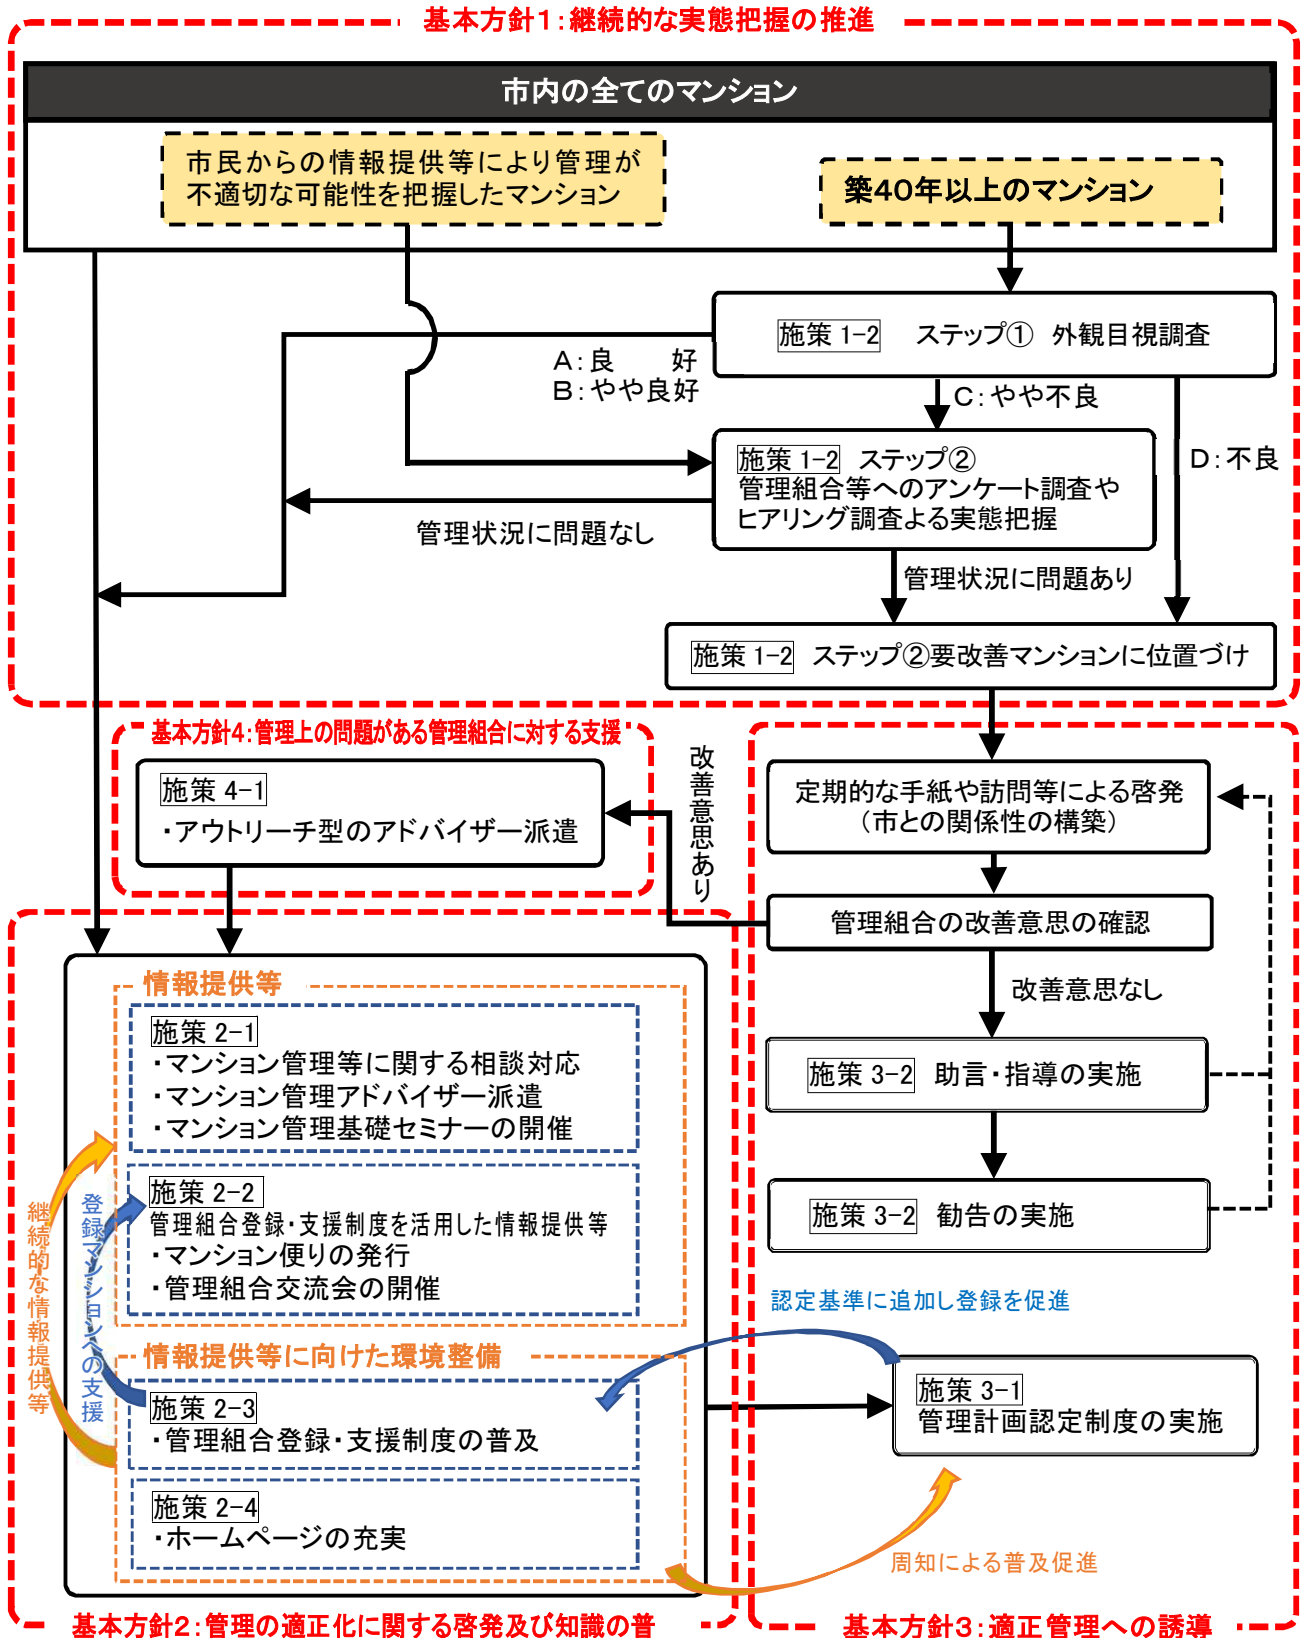 基本方針1:継続的な実態把握の推進
市内の全てのマンション
市民からの情報提供等により管理が
不適切な可能性を把握したマンション
築40年以上のマンション
施策 1-2 ステップ① 外観目視調査
A:良 好
B:やや良好
C:やや不良
D:不良
施策 1-2 ステップ②
管理組合等へのアンケート調査や
ヒアリング調査よる実態把握
管理状況に問題なし
管理状況に問題あり
施策 1-2 ステップ②要改善マンションに位置づけ
基本方針4:管理上の問題がある管理組合に対する支援
施策 4-1
・アウトリーチ型のアドバイザー派遣
改善意思あり
定期的な手紙や訪問等による啓発
(市との関係性の構築)
管理組合の改善意思の確認
改善意思なし
施策 3-2 助言・指導の実施
施策 3-2 勧告の実施
情報提供等
施策 2-1
・マンション管理等に関する相談対応
・マンション管理アドバイザー派遣
・マンション管理基礎セミナーの開催
施策 2-2
管理組合登録・支援制度を活用した情報提供等
・マンション便りの発行
・管理組合交流会の開催
継続的な情報提供等
登録マンションへの支援
情報提供等に向けた環境整備
施策 2-3
・管理組合登録・支援制度の普及
施策 2-4
・ホームページの充実
認定基準に追加し登録を促進
施策 3-1
管理計画認定制度の実施
周知による普及促進
基本方針2:管理の適正化に関する啓発及び知識の普
基本方針3:適正管理への誘導